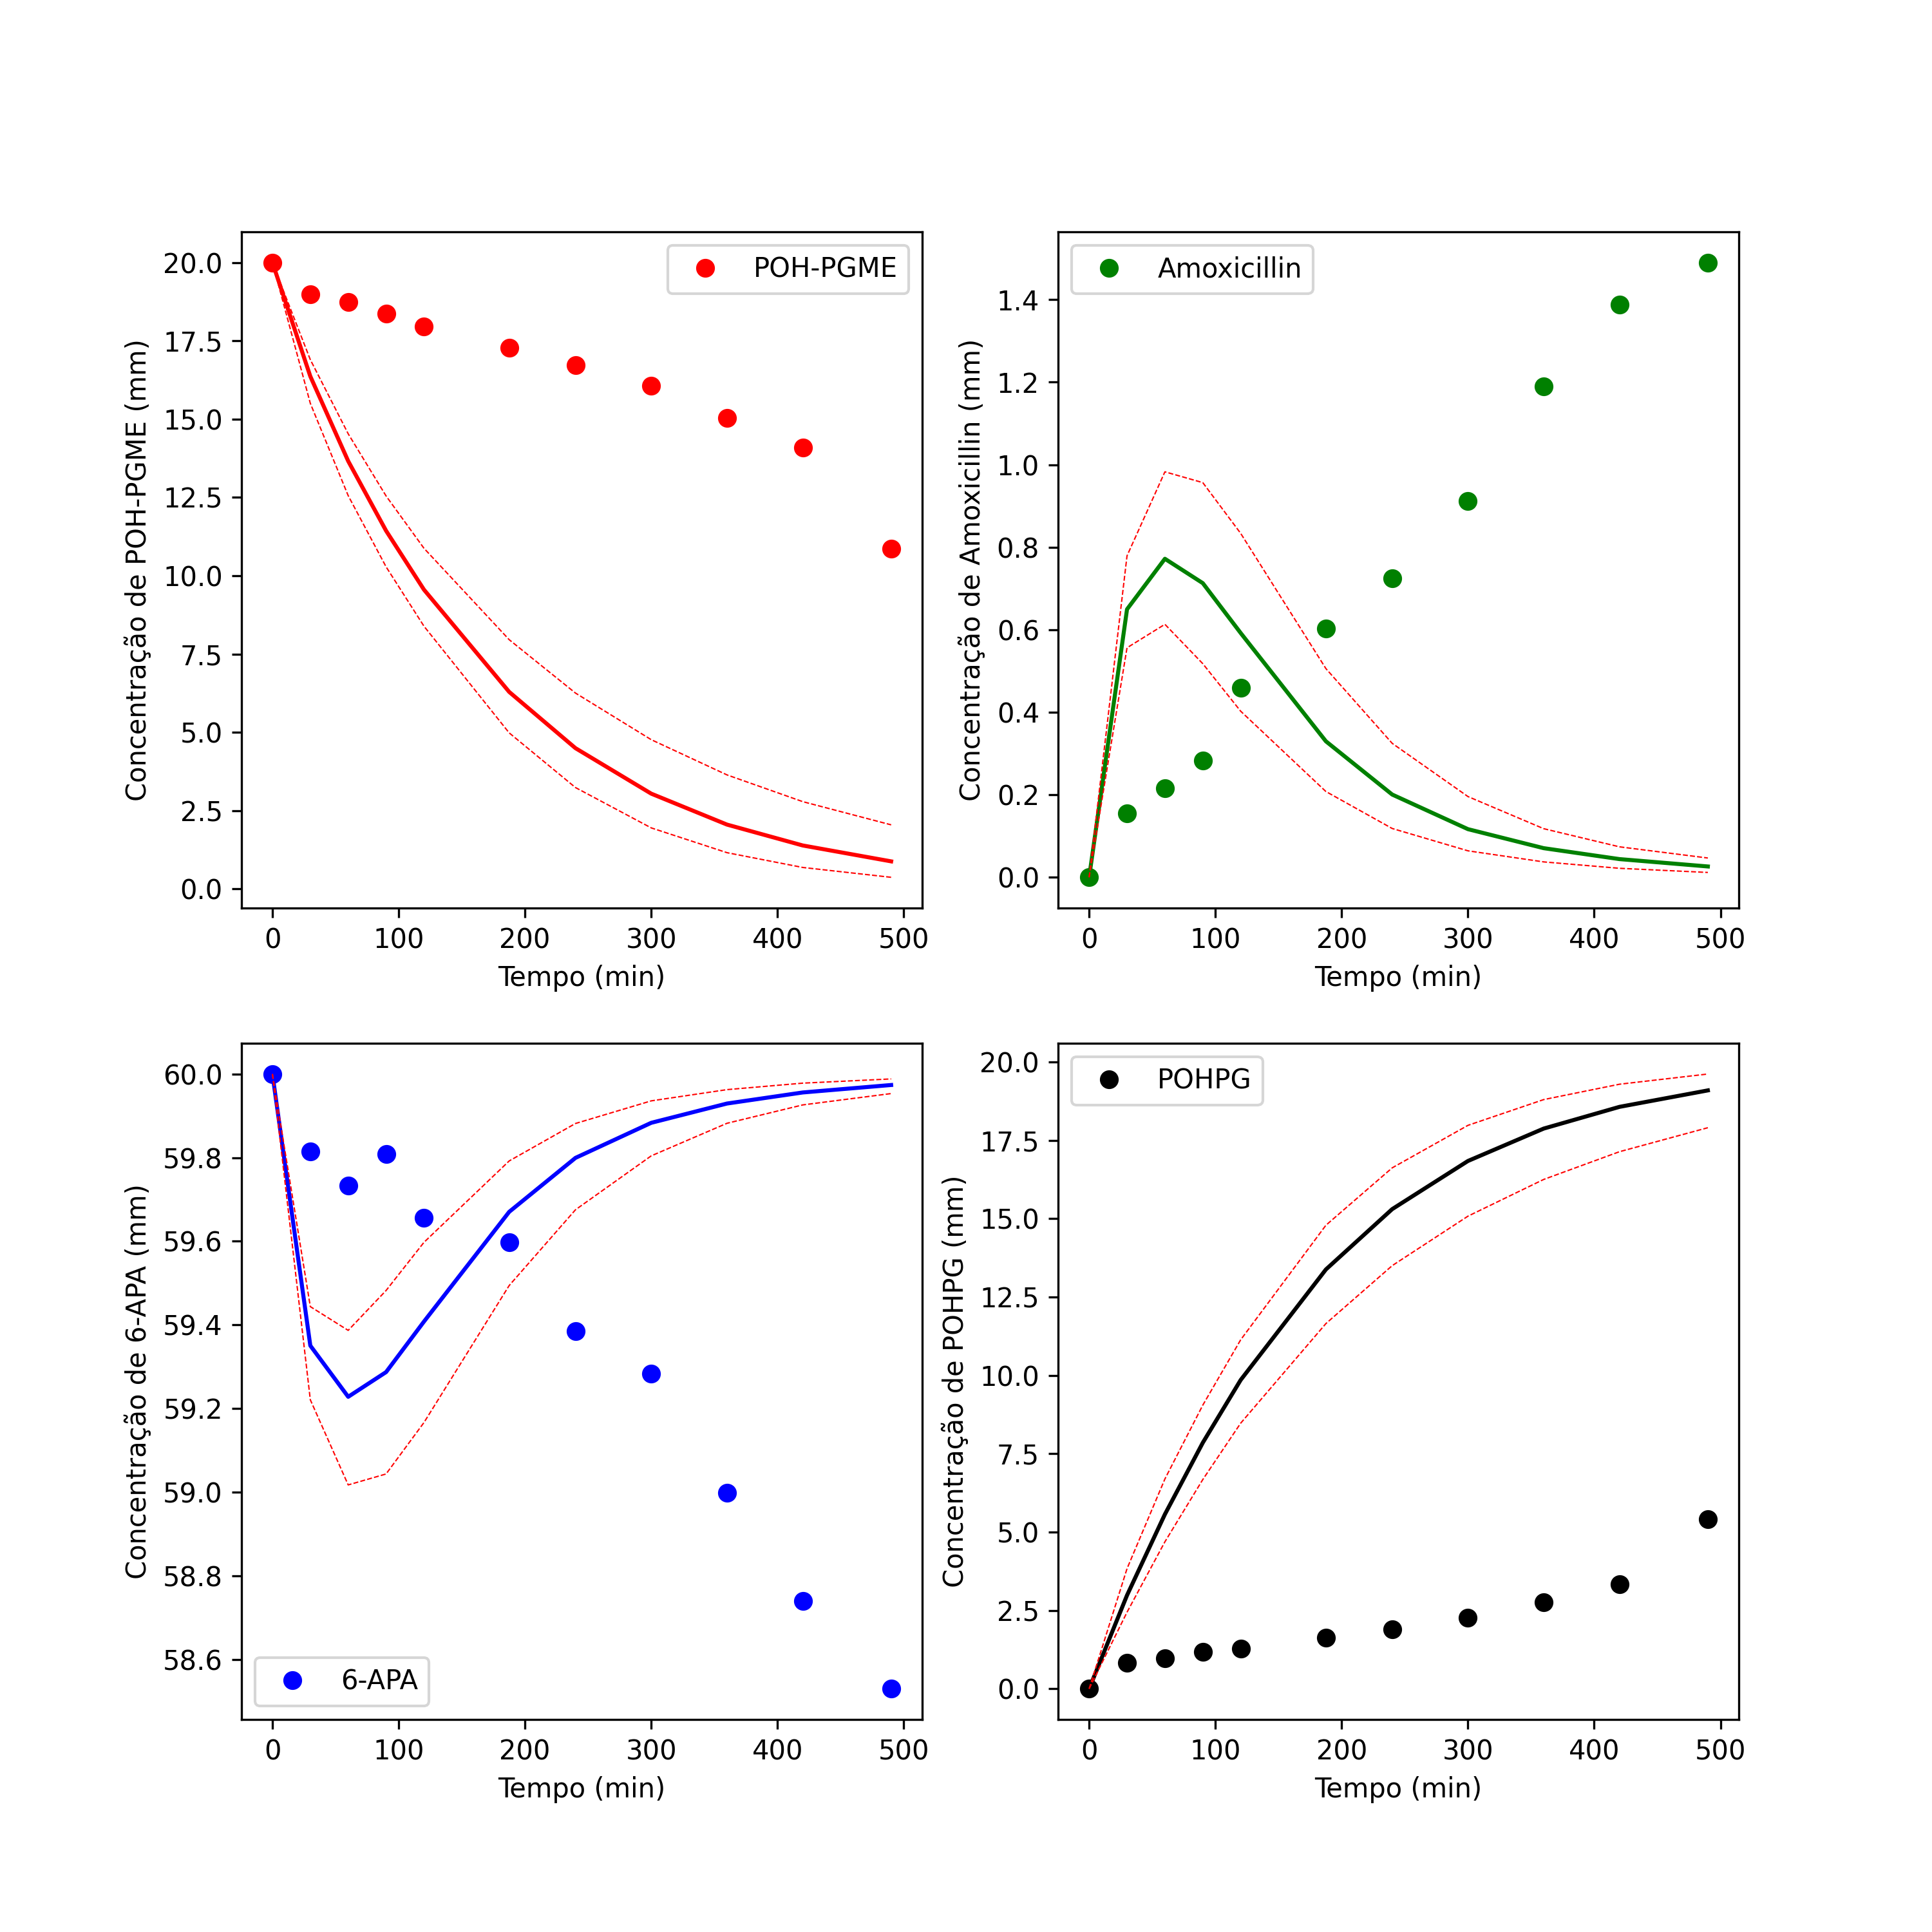 POH-PGME
Concentração de POH-PGME (mm)
20.0
17.5
15.0
12.5
10.0
7.5
5.0
2.5
0.0
0 100 200 300 400 500
Tempo (min)
Amoxicillin
Concentração de Amoxicillin (mm)
1.4
1.2
1.0
0.8
0.6
0.4
0.2
0.0
0 100 200 300 400 500
Tempo (min)
Concentração de 6-APA (mm)
60.0
59.8
59.6
59.4
59.2
59.0
58.8
58.6
6-APA
0 100 200 300 400 500
Tempo (min)
POHPG
Concentração de POHPG (mm)
20.0
17.5
15.0
12.5
10.0
7.5
5.0
2.5
0.0
0 100 200 300 400 500
Tempo (min)